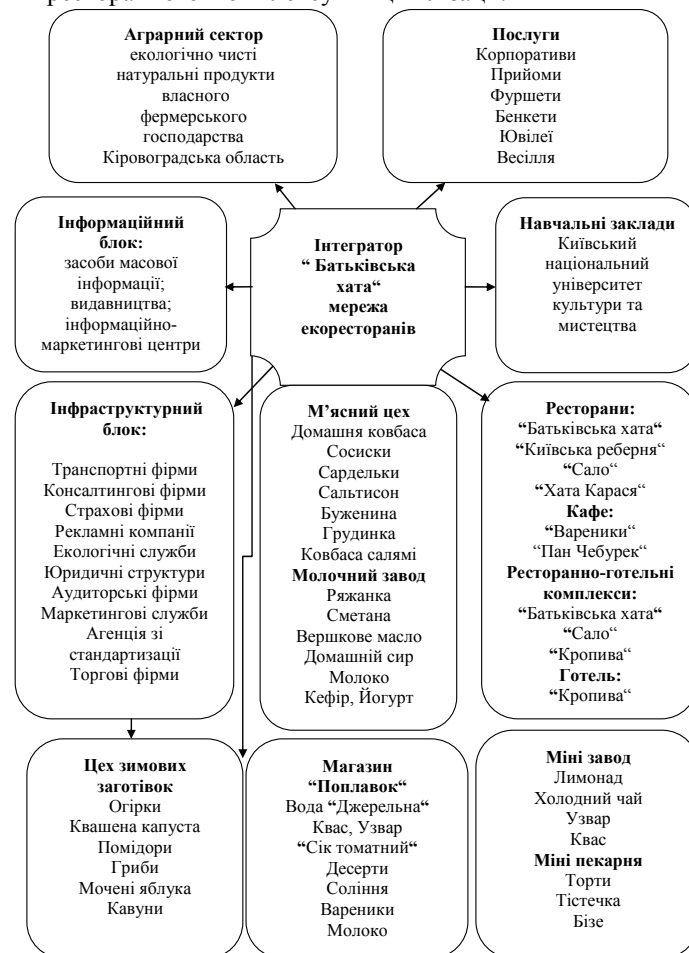 Аграрний сектор
екологічно чисті
натуральні продукти
власного
фермерського
господарства
Кіровоградська область
Послуги
Корпоративи
Прийоми
Фуршети
Бенкети
Ювілеї
Весілля
Інформаційний
блок:
засоби масової
інформації;
видавництва;
інформаційно-
маркетингові центри
Інтегратор
“ Батьківська
хата“
мережа
екоресторанів
Навчальні заклади
Київський
національний
університет
культури та
мистецтва
Інфраструктурний
блок:
Транспортні фірми
Консалтингові фірми
Страхові фірми
Рекламні компанії
Екологічні служби
Юридичні структури
Аудиторські фірми
Маркетингові служби
Агенція зі
стандартизації
Торгові фірми
М’ясний цех
Домашня ковбаса
Сосиски
Сардельки
Сальтисон
Буженина
Грудинка
Ковбаса салямі
Молочний завод
Ряжанка
Сметана
Вершкове масло
Домашній сир
Молоко
Кефір, Йогурт
Ресторани:
“Батьківська хата“
“Київська реберня“
“Сало“
“Хата Карася“
Кафе:
“Вареники“
“Пан Чебурек“
Ресторанно-готельні
комплекси:
“Батьківська хата“
“Сало“
“Кропива“
Готель:
“Кропива“
Цех зимових
заготівок
Огірки
Квашена капуста
Помідори
Гриби
Мочені яблука
Кавуни
Магазин
“Поплавок“
Вода “Джерельна“
Квас, Узвар
“Сік томатний“
Десерти
Соління
Вареники
Молоко
Міні завод
Лимонад
Холодний чай
Узвар
Квас
Міні пекарня
Торти
Тістечка
Бізе